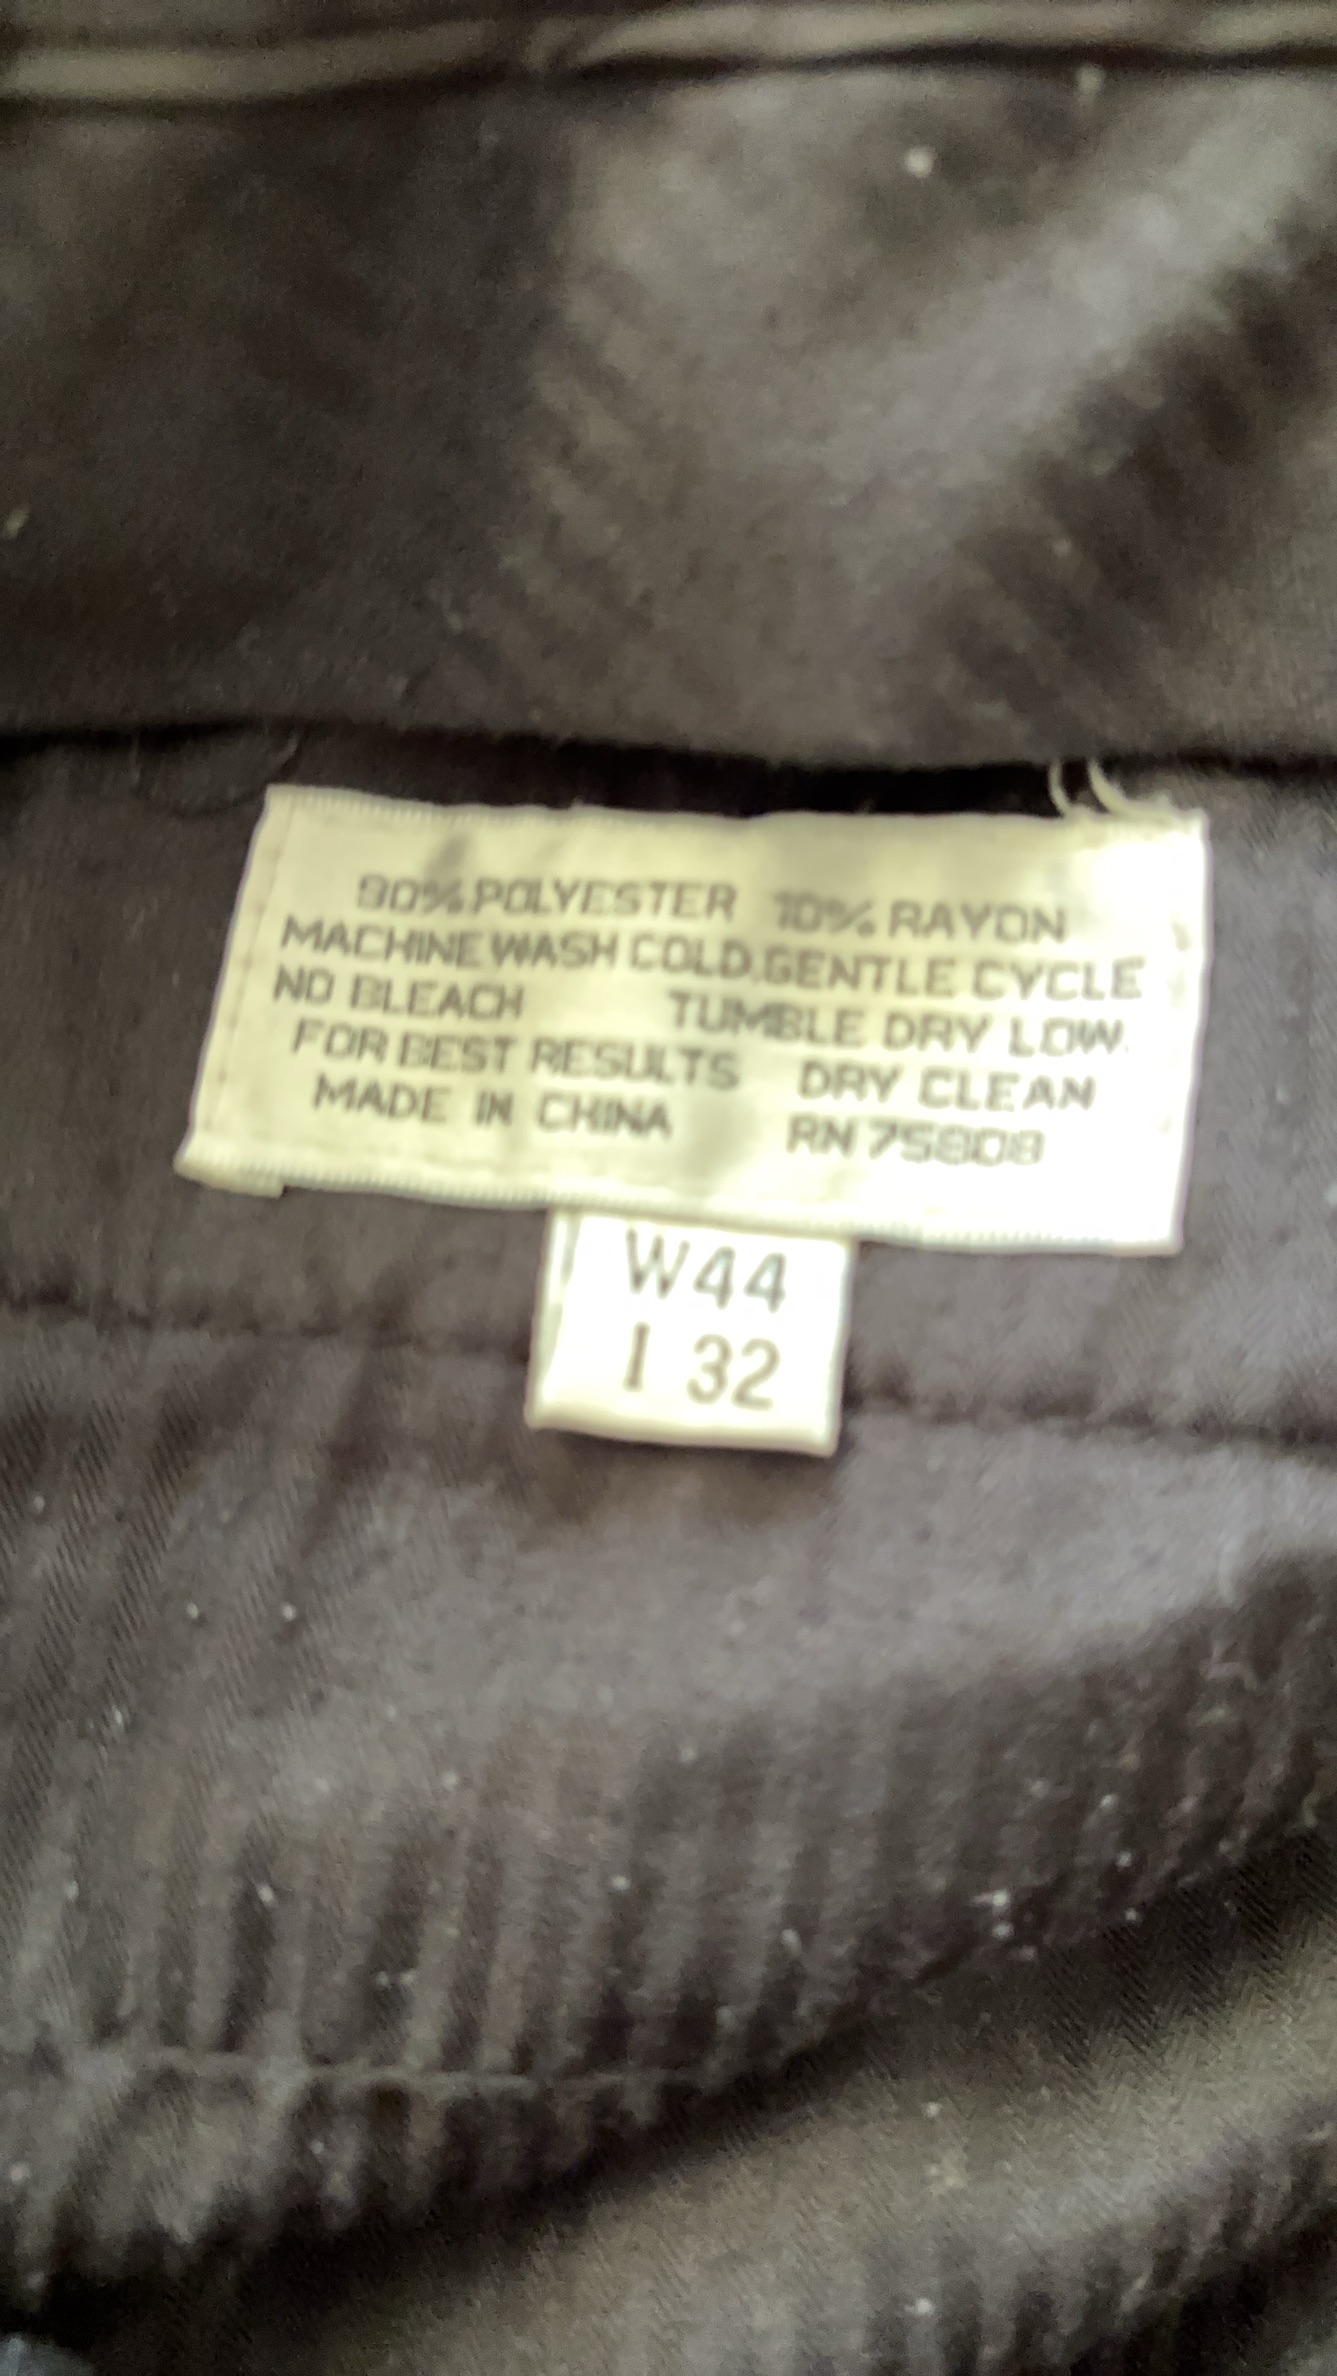 90% POLYESTER 10% RAYON
MACHINE WASH COLD, GENTLE CYCLE
NO BLEACH TUMBLE DRY LOW.
FOR BEST RESULTS DRY CLEAN
MADE IN CHINA RN 75808
W44
I 32